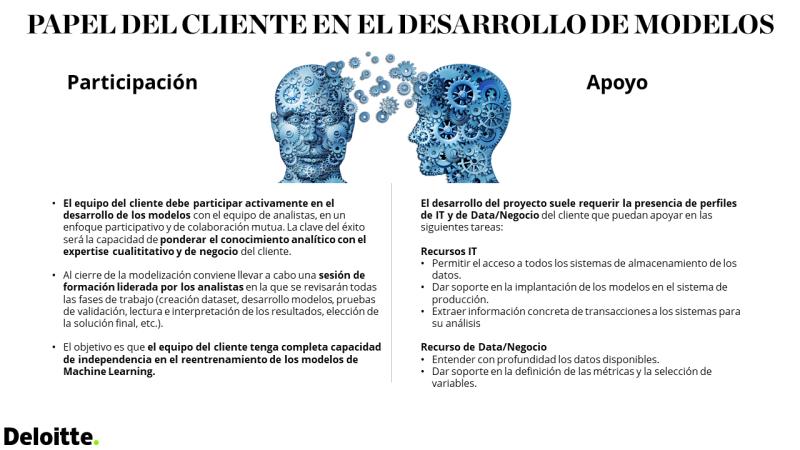 PAPEL DEL CLIENTE EN EL DESARROLLO DE MODELOS
Participación
• El equipo del cliente debe participar activamente en el
desarrollo de los modelos con el equipo de analistas, en un
enfoque participativo y de colaboración mutua. La clave del éxito
será la capacidad de ponderar el conocimiento analítico con el
expertise cualititativo y de negocio del cliente.
• Al cierre de la modelización conviene llevar a cabo una sesión de
formación liderada por los analistas en la que se revisarán todas
las fases de trabajo (creación dataset, desarrollo modelos, pruebas
de validación, lectura e interpretación de los resultados, elección de
la solución final, etc.).
• El objetivo es que el equipo del cliente tenga completa capacidad
de independencia en el reentrenamiento de los modelos de
Machine Learning.
Apoyo
El desarrollo del proyecto suele requerir la presencia de perfiles
de IT y de Data/Negocio del cliente que puedan apoyar en las
siguientes tareas:
Recursos IT
• Permitir el acceso a todos los sistemas de almacenamiento de los
datos.
• Dar soporte en la implantación de los modelos en el sistema de
producción.
• Extraer información concreta de transacciones a los sistemas para
su análisis
Recurso de Data/Negocio
• Entender con profundidad los datos disponibles.
• Dar soporte en la definición de las métricas y la selección de
variables.
Deloitte.